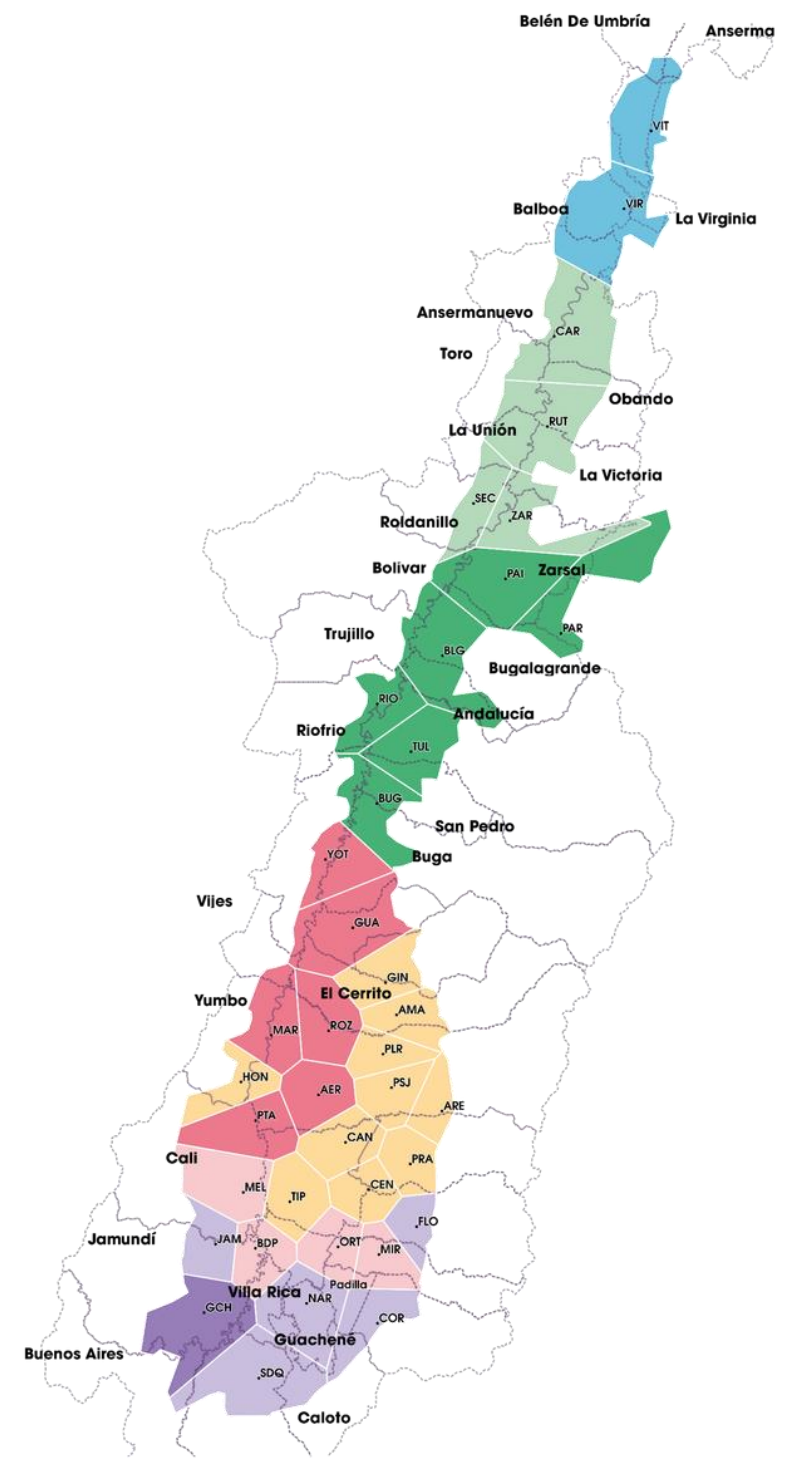 Belén De Umbría
Anserma
VIT
VIR
Balboa
La Virginia
Ansermanuevo
CAR
Toro
Obando
RUT
La Unión
La Victoria
SEC
ZAR
Roldanillo
Bolivar
PAI
Zarsal
Trujillo
PAR
BLG
Bugalagrande
RIO
Andalucía
Riofrio
TUL
BUG
San Pedro
YOT
Buga
Vijes
GUA
GIN
El Cerrito
Yumbo
AMA
MAR
ROZ
PLR
HON
PSJ
AER
ARE
PTA
CAN
Cali
PRA
MEL
CEN
TIP
FLO
Jamundí
JAM
BDP
ORT
MIR
Padilla
Villa Rica
NAR
GCH
COR
Guachené
Buenos Aires
SDQ
Caloto